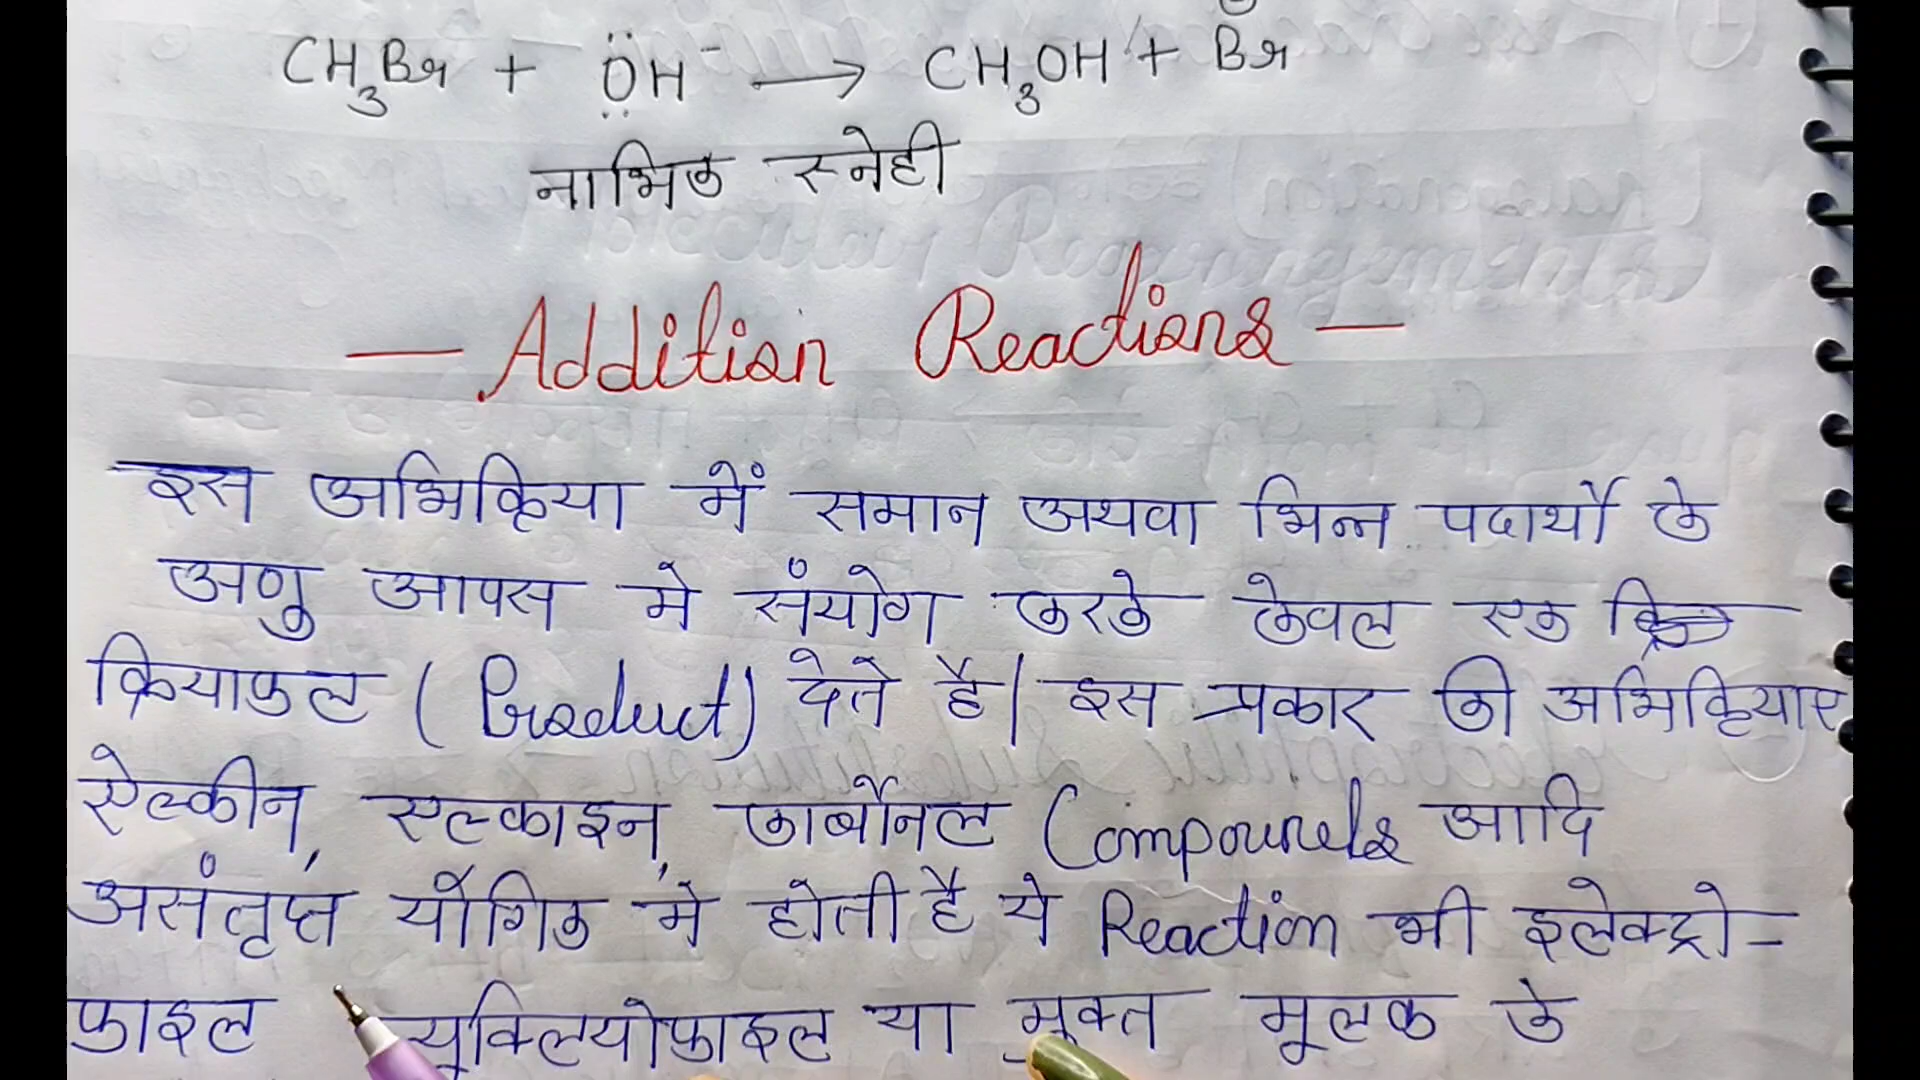 CH₃Br + ÖH⁻ ⟶ CH₃OH + Br
नाभिक स्नेही
— Addition Reactions —
इस अभिक्रिया में समान अथवा भिन्न पदार्थो के
अणु आपस मे संयोग करके केवल एक
क्रियाफल ( Product) देते है| इस प्रकार की अभिक्रियाए
ऐल्कीन, एल्काइन, कार्बोनल Compounds आदि
असंतृप्त यौगिक मे होती है ये Reaction भी इलेक्ट्रो-
फाइल न्यूक्लियोफाइल या मुक्त मूलक के